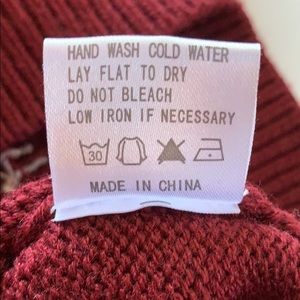 HAND WASH COLD WATER
LAY FLAT TO DRY
DO NOT BLEACH
LOW IRON IF NECESSARY
30
MADE IN CHINA